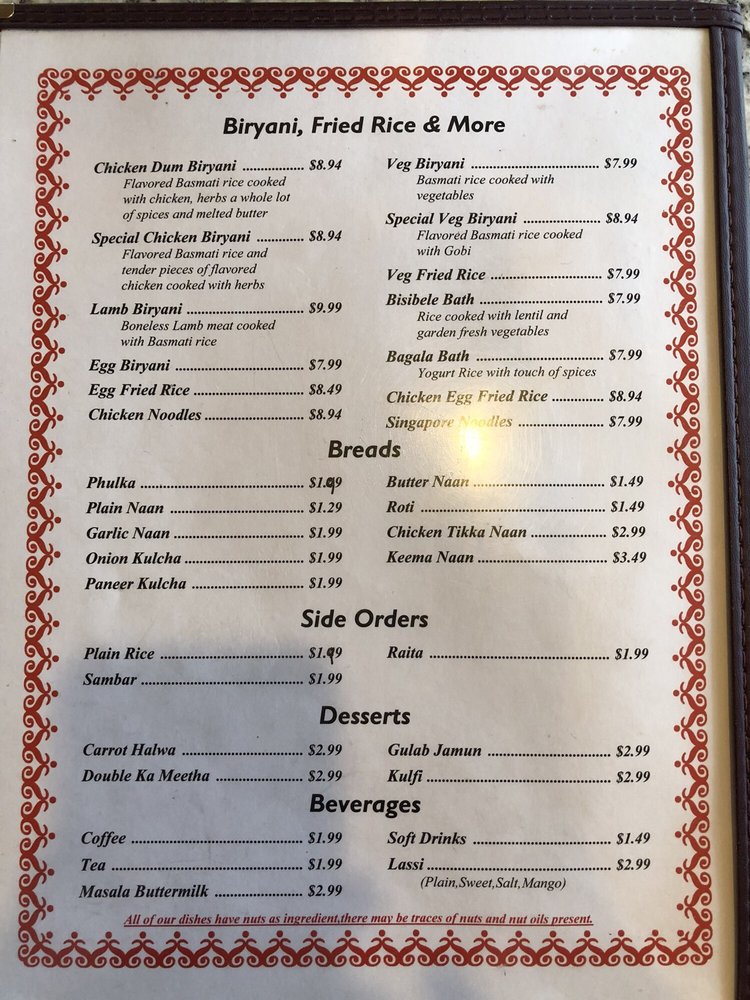 Biryani, Fried Rice & More
Chicken Dum Biryani ................. $8.94
Flavored Basmati rice cooked
with chicken, herbs a whole lot
of spices and melted butter
Special Chicken Biryani ............. $8.94
Flavored Basmati rice and
tender pieces of flavored
chicken cooked with herbs
Lamb Biryani ................................. $9.99
Boneless Lamb meat cooked
with Basmati rice
Egg Biryani .................................... $7.99
Egg Fried Rice ............................... $8.49
Chicken Noodles ............................ $8.94
Veg Biryani .................................... $7.99
Basmati rice cooked with
vegetables
Special Veg Biryani ...................... $8.94
Flavored Basmati rice cooked
with Gobi
Veg Fried Rice ............................... $7.99
Bisibele Bath .................................. $7.99
Rice cooked with lentil and
garden fresh vegetables
Bagala Bath ................................... $7.99
Yogurt Rice with touch of spices
Chicken Egg Fried Rice ............... $8.94
Singapore Noodles ........................ $7.99
Breads
Phulka ............................................ $1.99
Plain Naan ..................................... $1.29
Garlic Naan .................................... $1.99
Onion Kulcha ................................. $1.99
Paneer Kulcha ............................... $1.99
Butter Naan .................................... $1.49
Roti ................................................. $1.49
Chicken Tikka Naan ..................... $2.99
Keema Naan ................................... $3.49
Side Orders
Plain Rice ....................................... $1.99
Sambar ............................................ $1.99
Raita ................................................ $1.99
Desserts
Carrot Halwa ................................. $2.99
Double Ka Meetha ........................ $2.99
Gulab Jamun ................................. $2.99
Kulfi ................................................. $2.99
Beverages
Coffee .............................................. $1.99
Tea ................................................... $1.99
Masala Buttermilk ........................ $2.99
Soft Drinks ..................................... $1.49
Lassi ................................................. $2.99
(Plain,Sweet,Salt,Mango)
All of our dishes have nuts as ingredient,there may be traces of nuts and nut oils present.